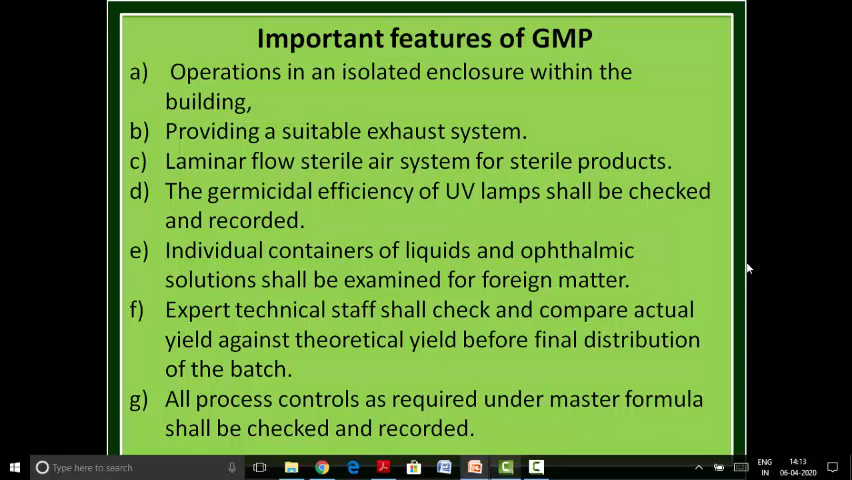 Important features of GMP
a) Operations in an isolated enclosure within the
building,
b) Providing a suitable exhaust system.
c) Laminar flow sterile air system for sterile products.
d) The germicidal efficiency of UV lamps shall be checked
and recorded.
e) Individual containers of liquids and ophthalmic
solutions shall be examined for foreign matter.
f) Expert technical staff shall check and compare actual
yield against theoretical yield before final distribution
of the batch.
g) All process controls as required under master formula
shall be checked and recorded.
Type here to search
ENG
IN
14:13
06-04-2020